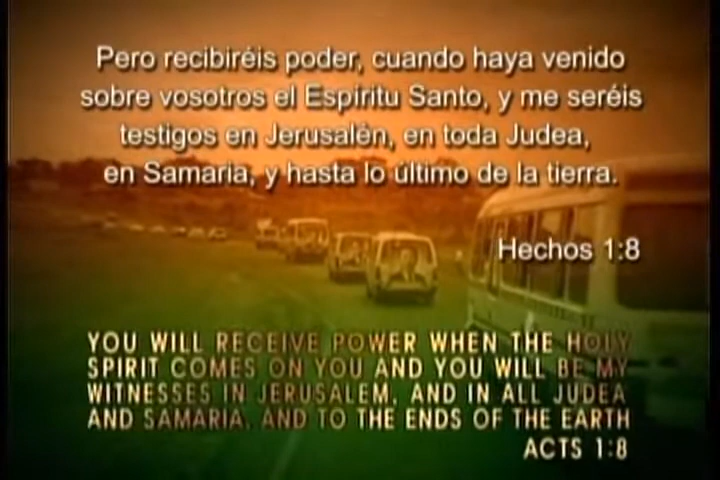 Pero recibiréis poder, cuando haya venido
sobre vosotros el Espíritu Santo, y me seréis
testigos en Jerusalén, en toda Judea,
en Samaria, y hasta lo último de la tierra.
Hechos 1:8
YOU WILL RECEIVE POWER WHEN THE HOLY
SPIRIT COMES ON YOU AND YOU WILL BE MY
WITNESSES IN JERUSALEM, AND IN ALL JUDEA
AND SAMARIA, AND TO THE ENDS OF THE EARTH
ACTS 1:8